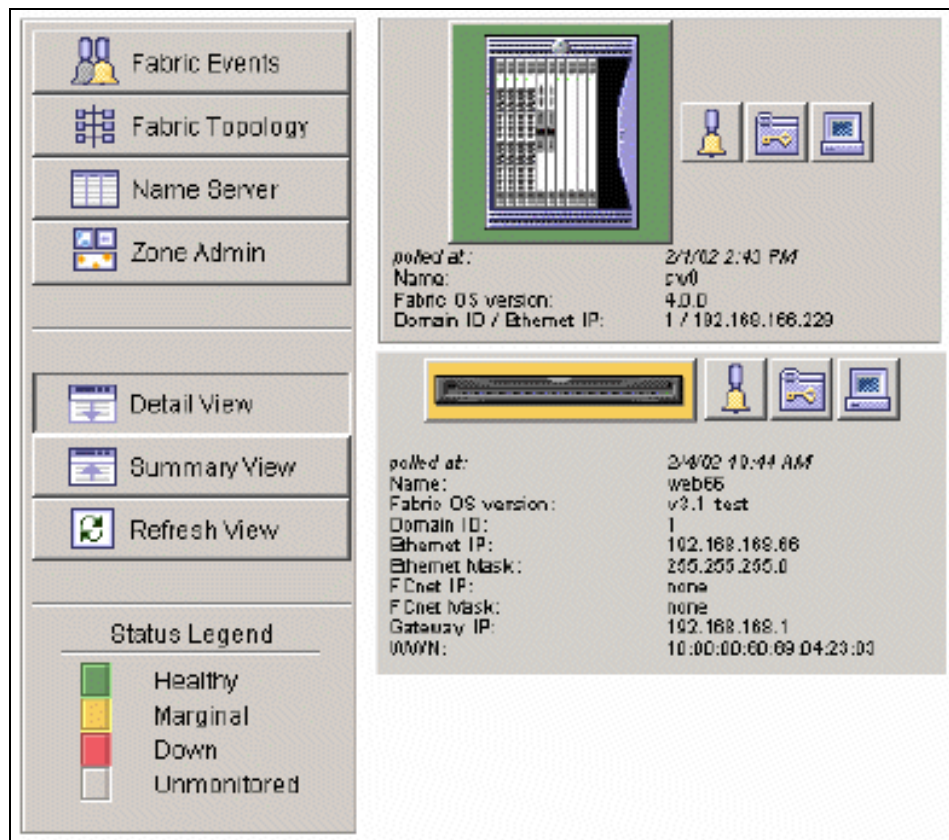 Fabric Events
Fabric Topology
Name Server
Zone Admin
Detail View
Summary View
Refresh View
Status Legend
Healthy
Marginal
Down
Unmonitored
polled at: 2/1/02 2:43 PM
Name: sw0
Fabric OS version: 4.0.0
Domain ID / Ethernet IP: 1 / 192.168.166.229
polled at: 2/4/02 10:44 AM
Name: web66
Fabric OS version: v3.1 test
Domain ID: 1
Ethernet IP: 192.168.168.66
Ethernet Mask: 255.255.255.0
FCnet IP: none
FCnet Mask: none
Gateway IP: 192.168.168.1
WWN: 10:00:00:60:69:04:23:03